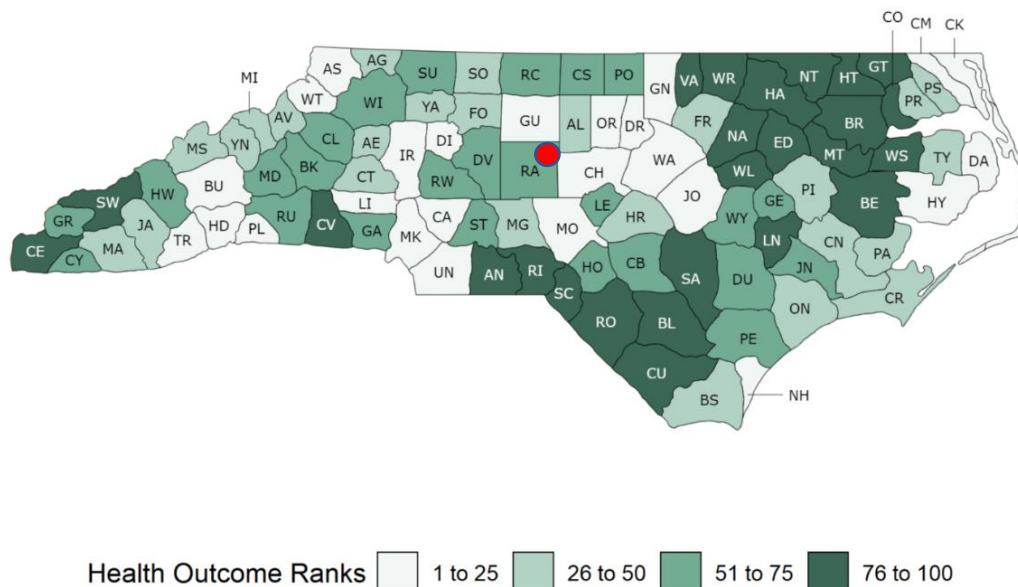 CO CM CK
AS AG SU SO RC CS PO GN VA WR NT HT GT
MI WT WI HA PR PS
AV YA FO GU AL OR DR FR BR
MS YN CL AE IR DI NA ED
MD BK CT DV RA CH WA WL MT WS TY DA
SW HW BU RW JO PI BE HY
GR JA RU CV LI CA ST MG MO LE HR WY GE
CE CY MA TR HD PL GA MK LN CN PA
UN AN RI HO CB SA DU JN
SC ON CR
RO BL PE
CU
BS NH
Health Outcome Ranks 1 to 25 26 to 50 51 to 75 76 to 100